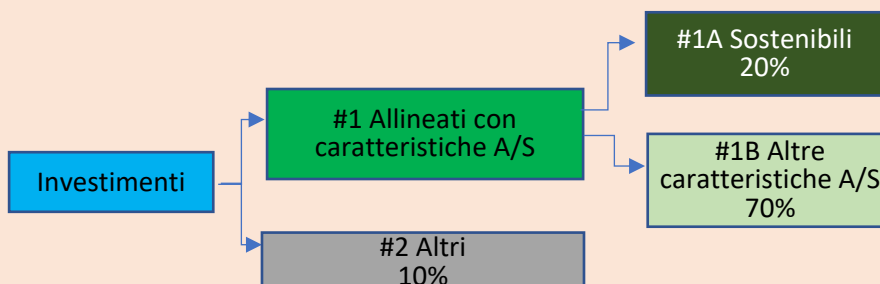 Investimenti
#1 Allineati con
caratteristiche A/S
#2 Altri
10%
#1A Sostenibili
20%
#1B Altre
caratteristiche A/S
70%